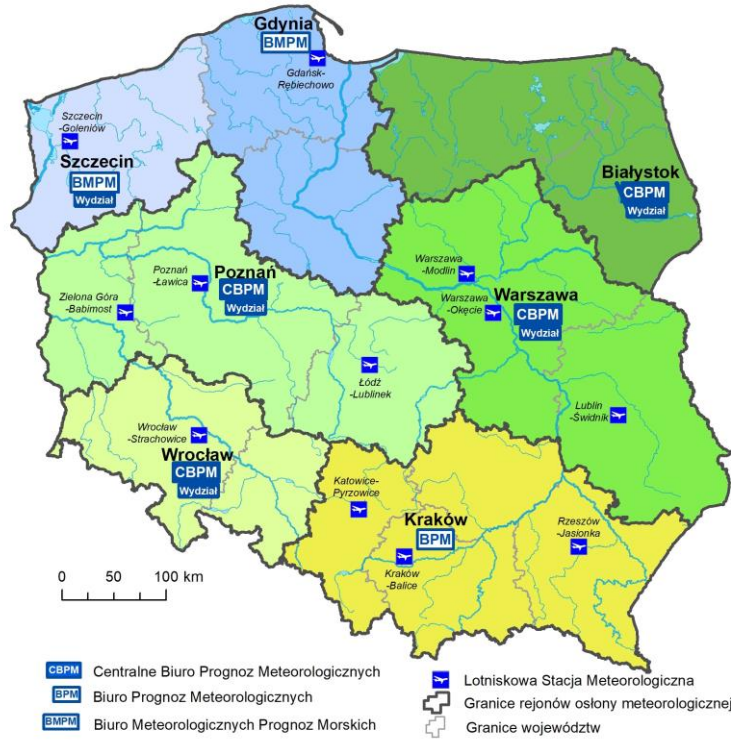 Gdynia
BMPM
Gdańsk-
Rębiechowo
Szczecin
-Goleniów
Szczecin
BMPM
Wydział
Białystok
CBPM
Wydział
Poznań
-Ławica
Poznań
CBPM
Wydział
Zielona Góra
-Babimost
Warszawa
-Modlin
Warszawa
-Okęcie
Warszawa
CBPM
Wydział
Łódź
-Lublinek
Lublin
-Świdnik
Wrocław
-Strachowice
Wrocław
CBPM
Wydział
Katowice-
Pyrzowice
Kraków
BPM
Kraków
-Balice
Rzeszów
-Jasionka
0 50 100 km
CBPM Centralne Biuro Prognoz Meteorologicznych
BPM Biuro Prognoz Meteorologicznych
BMPM Biuro Meteorologicznych Prognoz Morskich
Lotniskowa Stacja Meteorologiczna
Granice rejonów osłony meteorologicznej
Granice województw